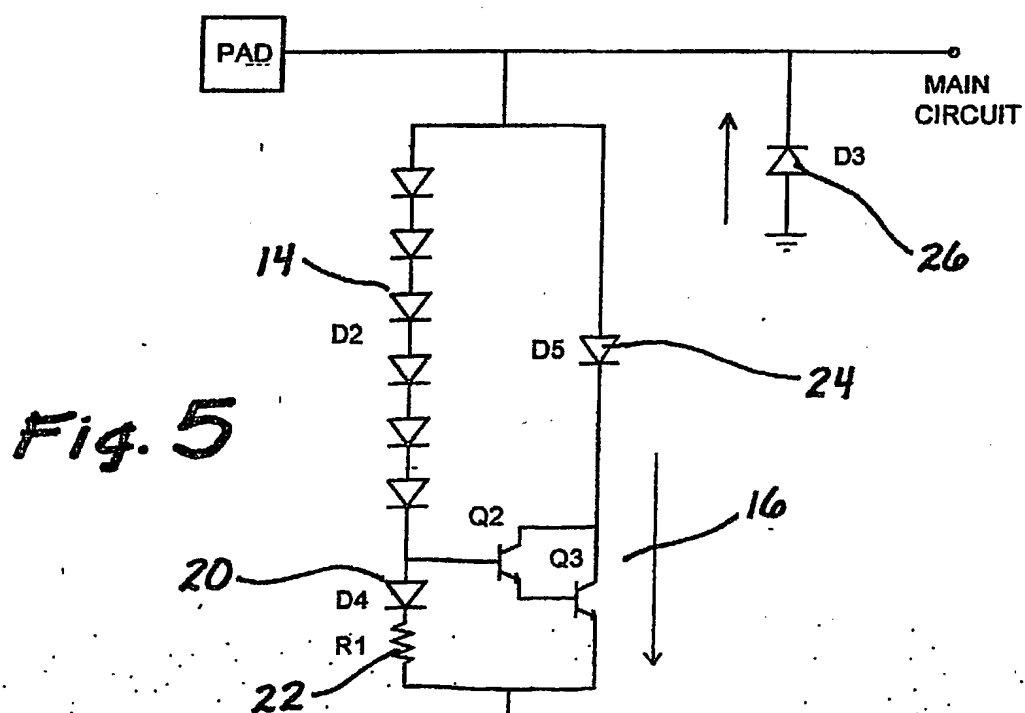 PAD
MAIN
CIRCUIT
D3
26
14
D2
D5
24
Fig. 5
Q2
16
Q3
20
D4
R1
22